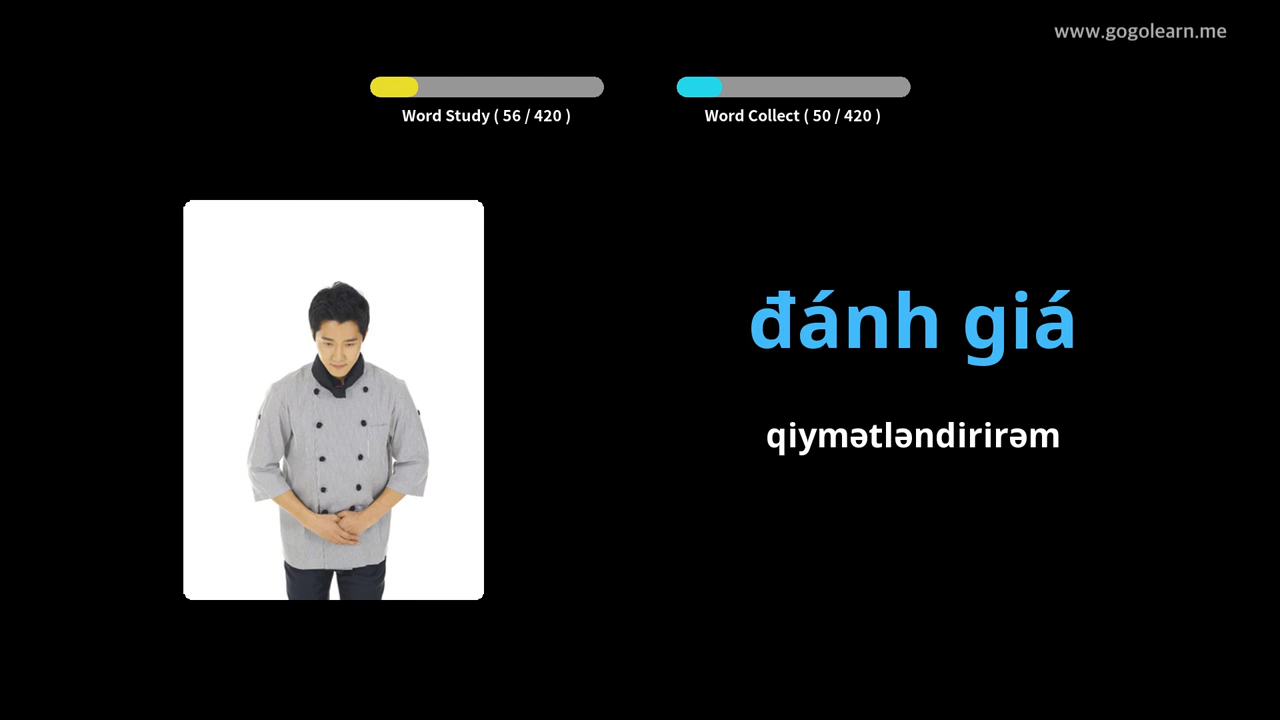 www.gogolearn.me
Word Study ( 56 / 420 )
Word Collect ( 50 / 420 )
đánh giá
qiymətləndirirəm